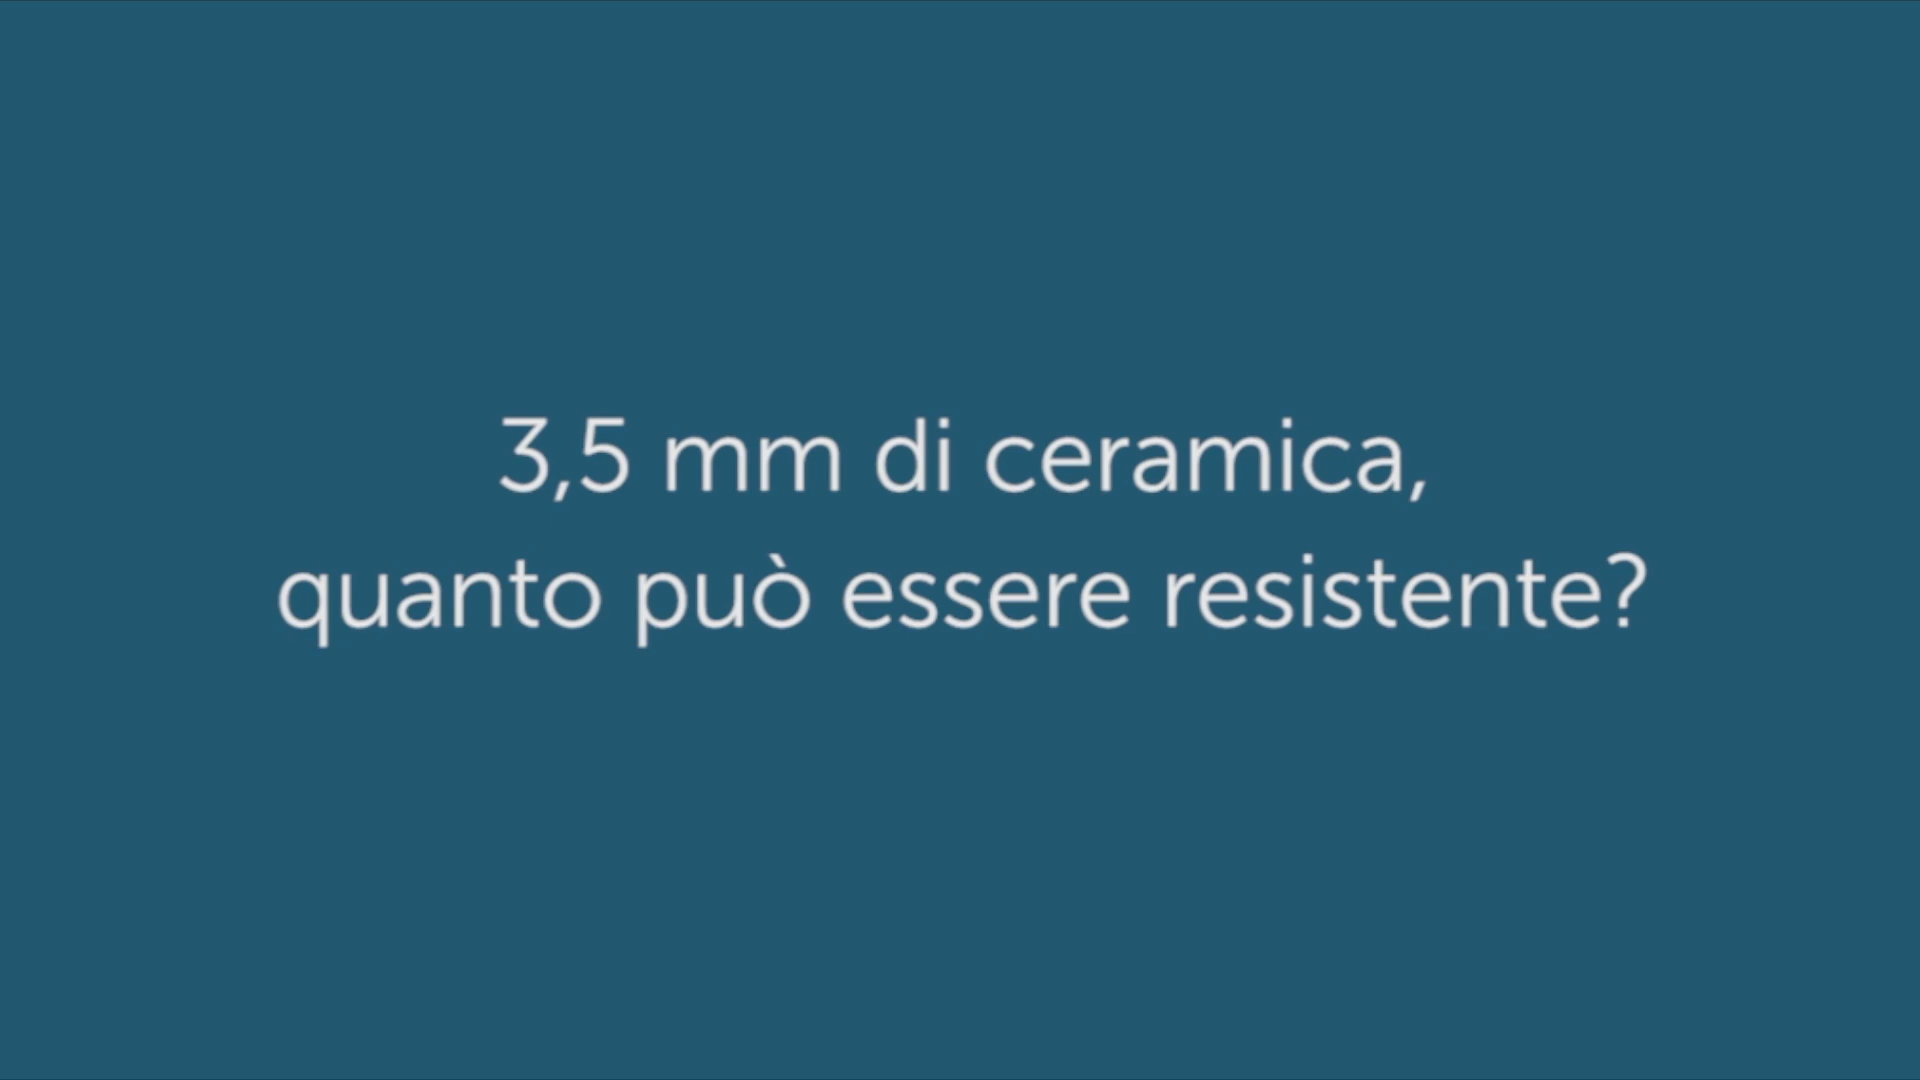 3,5 mm di ceramica,
quanto può essere resistente?